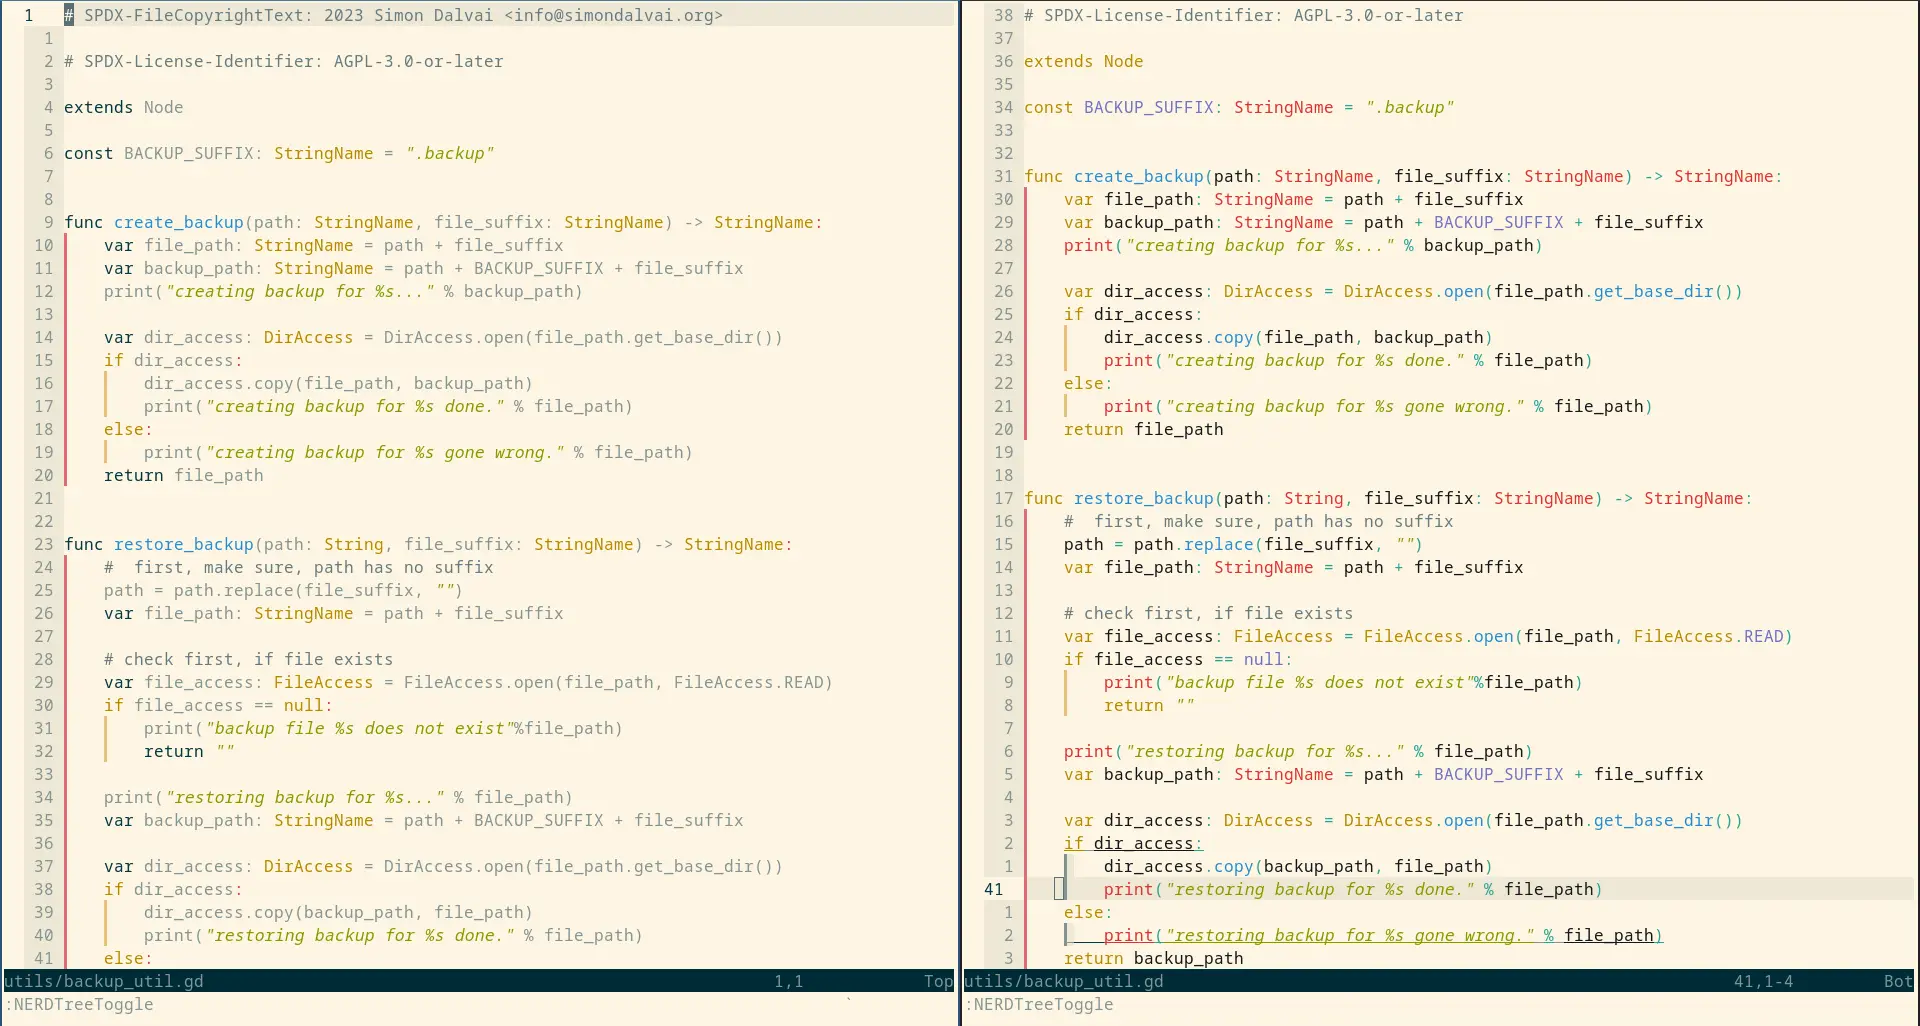 1 # SPDX-FileCopyrightText: 2023 Simon Dalvai <info@simondalvai.org>
1
2 # SPDX-License-Identifier: AGPL-3.0-or-later
3
4 extends Node
5
6 const BACKUP_SUFFIX: StringName = ".backup"
7
8
9 func create_backup(path: StringName, file_suffix: StringName) -> StringName:
10     var file_path: StringName = path + file_suffix
11     var backup_path: StringName = path + BACKUP_SUFFIX + file_suffix
12     print("creating backup for %s..." % backup_path)
13
14     var dir_access: DirAccess = DirAccess.open(file_path.get_base_dir())
15     if dir_access:
16         dir_access.copy(file_path, backup_path)
17         print("creating backup for %s done." % file_path)
18     else:
19         print("creating backup for %s gone wrong." % file_path)
20     return file_path
21
22
23 func restore_backup(path: String, file_suffix: StringName) -> StringName:
24     #  first, make sure, path has no suffix
25     path = path.replace(file_suffix, "")
26     var file_path: StringName = path + file_suffix
27
28     # check first, if file exists
29     var file_access: FileAccess = FileAccess.open(file_path, FileAccess.READ)
30     if file_access == null:
31         print("backup file %s does not exist"%file_path)
32         return ""
33
34     print("restoring backup for %s..." % file_path)
35     var backup_path: StringName = path + BACKUP_SUFFIX + file_suffix
36
37     var dir_access: DirAccess = DirAccess.open(file_path.get_base_dir())
38     if dir_access:
39         dir_access.copy(backup_path, file_path)
40         print("restoring backup for %s done." % file_path)
41     else:
utils/backup_util.gd 1,1 Top
:NERDTreeToggle `
38 # SPDX-License-Identifier: AGPL-3.0-or-later
37
36 extends Node
35
34 const BACKUP_SUFFIX: StringName = ".backup"
33
32
31 func create_backup(path: StringName, file_suffix: StringName) -> StringName:
30     var file_path: StringName = path + file_suffix
29     var backup_path: StringName = path + BACKUP_SUFFIX + file_suffix
28     print("creating backup for %s..." % backup_path)
27
26     var dir_access: DirAccess = DirAccess.open(file_path.get_base_dir())
25     if dir_access:
24         dir_access.copy(file_path, backup_path)
23         print("creating backup for %s done." % file_path)
22     else:
21         print("creating backup for %s gone wrong." % file_path)
20     return file_path
19
18
17 func restore_backup(path: String, file_suffix: StringName) -> StringName:
16     #  first, make sure, path has no suffix
15     path = path.replace(file_suffix, "")
14     var file_path: StringName = path + file_suffix
13
12     # check first, if file exists
11     var file_access: FileAccess = FileAccess.open(file_path, FileAccess.READ)
10     if file_access == null:
9         print("backup file %s does not exist"%file_path)
8         return ""
7
6     print("restoring backup for %s..." % file_path)
5     var backup_path: StringName = path + BACKUP_SUFFIX + file_suffix
4
3     var dir_access: DirAccess = DirAccess.open(file_path.get_base_dir())
2     if dir_access:
1         dir_access.copy(backup_path, file_path)
41         print("restoring backup for %s done." % file_path)
1     else:
2         print("restoring backup for %s gone wrong." % file_path)
3     return backup_path
utils/backup_util.gd 41,1-4 Bot
:NERDTreeToggle